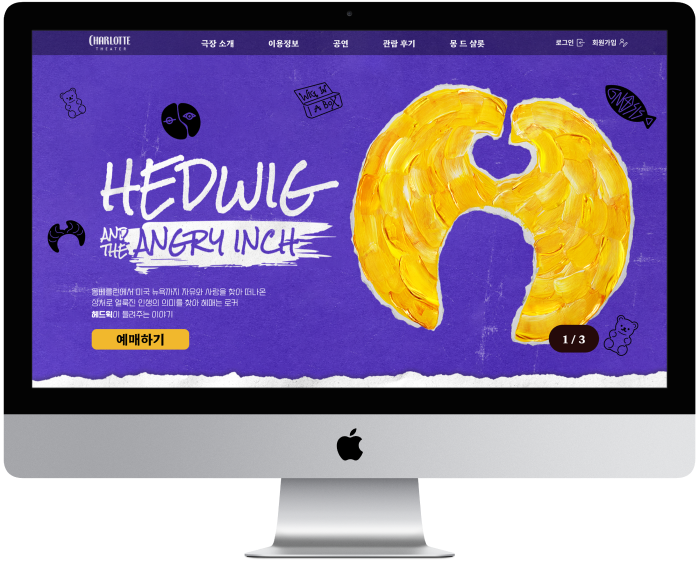 CHARLOTTE
THEATER
극장 소개 이용정보 공연 관람 후기 몽 드 샬롯 로그인 회원가입
WIG IN
A BOX
GNOSIS
HEDWIG
AND THE ANGRY INCH
동베를린에서 미국 뉴욕까지 자유와 사랑을 찾아 떠나온
상처로 얼룩진 인생의 의미를 찾아 헤매는 로커
헤드윅이 들려주는 이야기
예매하기
1 / 3